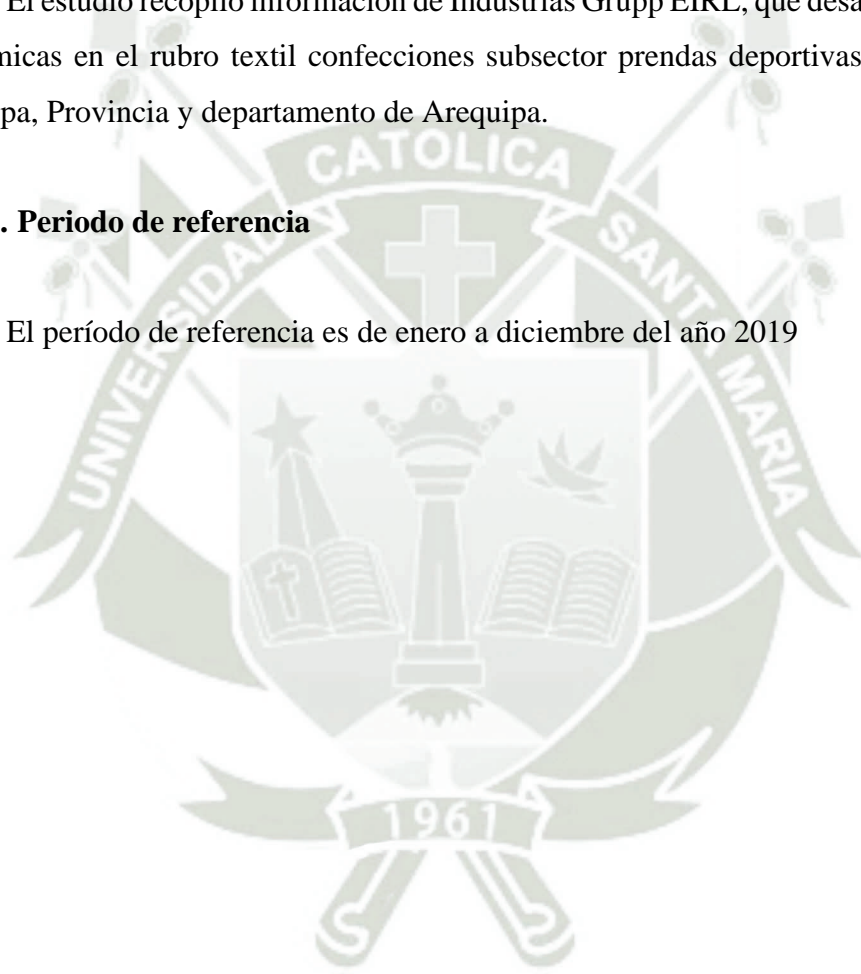 El estudio recopiló información de Industrias Grupp EIRL, que desa
micas en el rubro textil confecciones subsector prendas deportivas
pa, Provincia y departamento de Arequipa.
. Periodo de referencia
El período de referencia es de enero a diciembre del año 2019
UNIVERSIDAD CATOLICA SANTA MARIA
1961